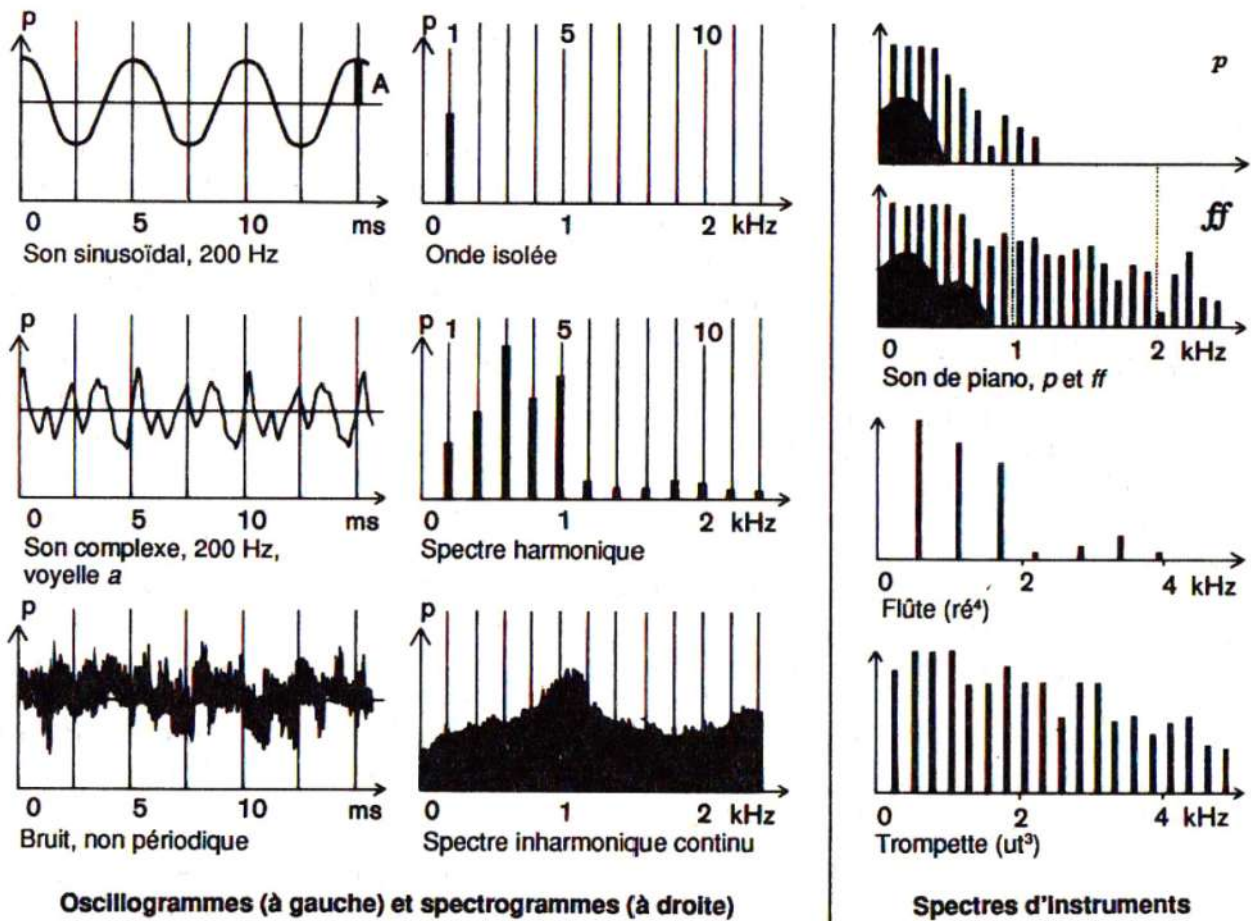 p
A
0 5 10 ms
Son sinusoïdal, 200 Hz
p 1 5 10
0 1 2 kHz
Onde isolée
p
0 5 10 ms
Son complexe, 200 Hz,
voyelle a
p 1 5 10
0 1 2 kHz
Spectre harmonique
p
0 5 10 ms
Bruit, non périodique
p
0 1 2 kHz
Spectre inharmonique continu
Oscillogrammes (à gauche) et spectrogrammes (à droite)
p
ff
0 1 2 kHz
Son de piano, p et ff
0 2 4 kHz
Flûte (ré⁴)
0 2 4 kHz
Trompette (ut³)
Spectres d'instruments